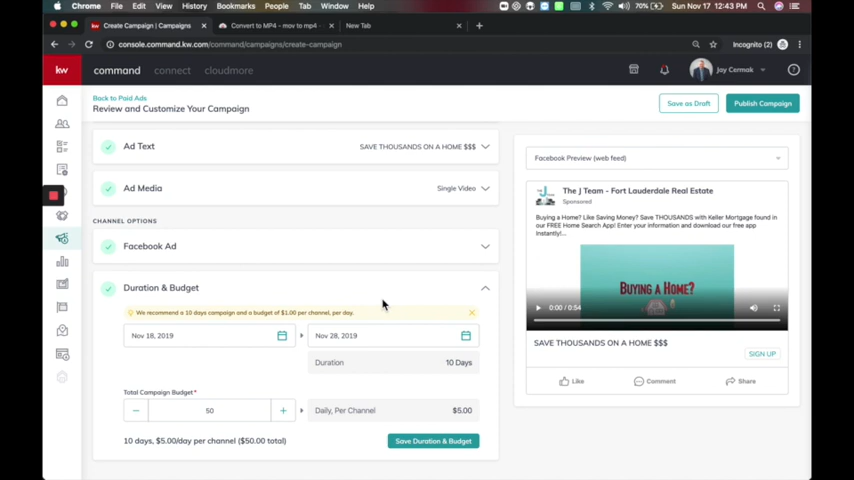 Chrome File Edit View History Bookmarks People Tab Window Help
70% Sun Nov 17 12:43 PM
kw Create Campaign | Campaigns × Convert to MP4 - mov to mp4 × New Tab × +
console.command.kw.com/command/campaigns/create-campaign
Incognito (2)
kw command connect cloudmore
Jay Cermak
Back to Paid Ads
Review and Customize Your Campaign
Save as Draft
Publish Campaign
Ad Text SAVE THOUSANDS ON A HOME $$$
Ad Media Single Video
CHANNEL OPTIONS
Facebook Ad
Duration & Budget
We recommend a 10 days campaign and a budget of $1.00 per channel, per day.
Nov 18, 2019
Nov 28, 2019
Duration 10 Days
Total Campaign Budget*
50
Daily, Per Channel $5.00
10 days, $5.00/day per channel ($50.00 total)
Save Duration & Budget
Facebook Preview (web feed)
The J Team - Fort Lauderdale Real Estate
Sponsored
Buying a Home? Like Saving Money? Save THOUSANDS with Keller Mortgage found in
our FREE Home Search App! Enter your information and download our free app
Instantly!...
BUYING A HOME?
0:00 / 0:54
SAVE THOUSANDS ON A HOME $$$
SIGN UP
Like
Comment
Share